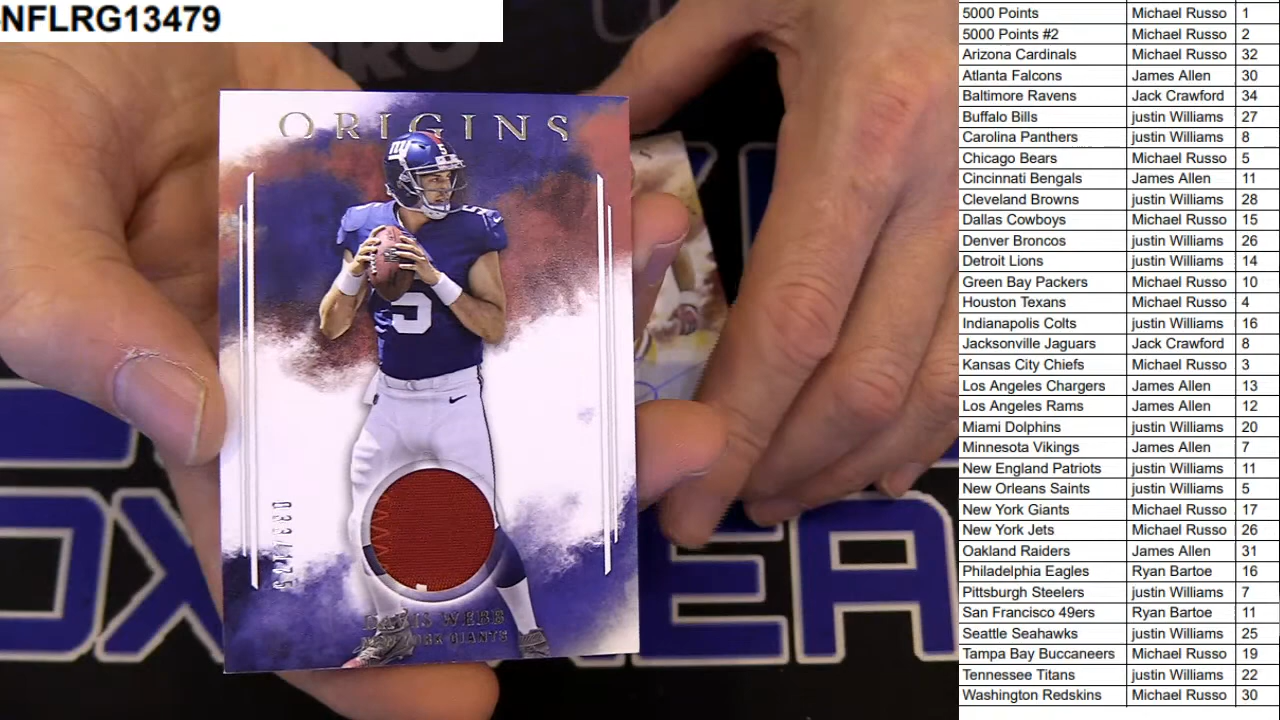 NFLRG13479
ORIGINS
ny
5
5
5
DAVIS WEBB
NEW YORK GIANTS
5000 Points Michael Russo 1
5000 Points #2 Michael Russo 2
Arizona Cardinals Michael Russo 32
Atlanta Falcons James Allen 30
Baltimore Ravens Jack Crawford 34
Buffalo Bills justin Williams 27
Carolina Panthers justin Williams 8
Chicago Bears Michael Russo 5
Cincinnati Bengals James Allen 11
Cleveland Browns justin Williams 28
Dallas Cowboys Michael Russo 15
Denver Broncos justin Williams 26
Detroit Lions justin Williams 14
Green Bay Packers Michael Russo 10
Houston Texans Michael Russo 4
Indianapolis Colts justin Williams 16
Jacksonville Jaguars Jack Crawford 8
Kansas City Chiefs Michael Russo 3
Los Angeles Chargers James Allen 13
Los Angeles Rams James Allen 12
Miami Dolphins justin Williams 20
Minnesota Vikings James Allen 7
New England Patriots justin Williams 11
New Orleans Saints justin Williams 5
New York Giants Michael Russo 17
New York Jets Michael Russo 26
Oakland Raiders James Allen 31
Philadelphia Eagles Ryan Bartoe 16
Pittsburgh Steelers justin Williams 7
San Francisco 49ers Ryan Bartoe 11
Seattle Seahawks justin Williams 25
Tampa Bay Buccaneers Michael Russo 19
Tennessee Titans justin Williams 22
Washington Redskins Michael Russo 30